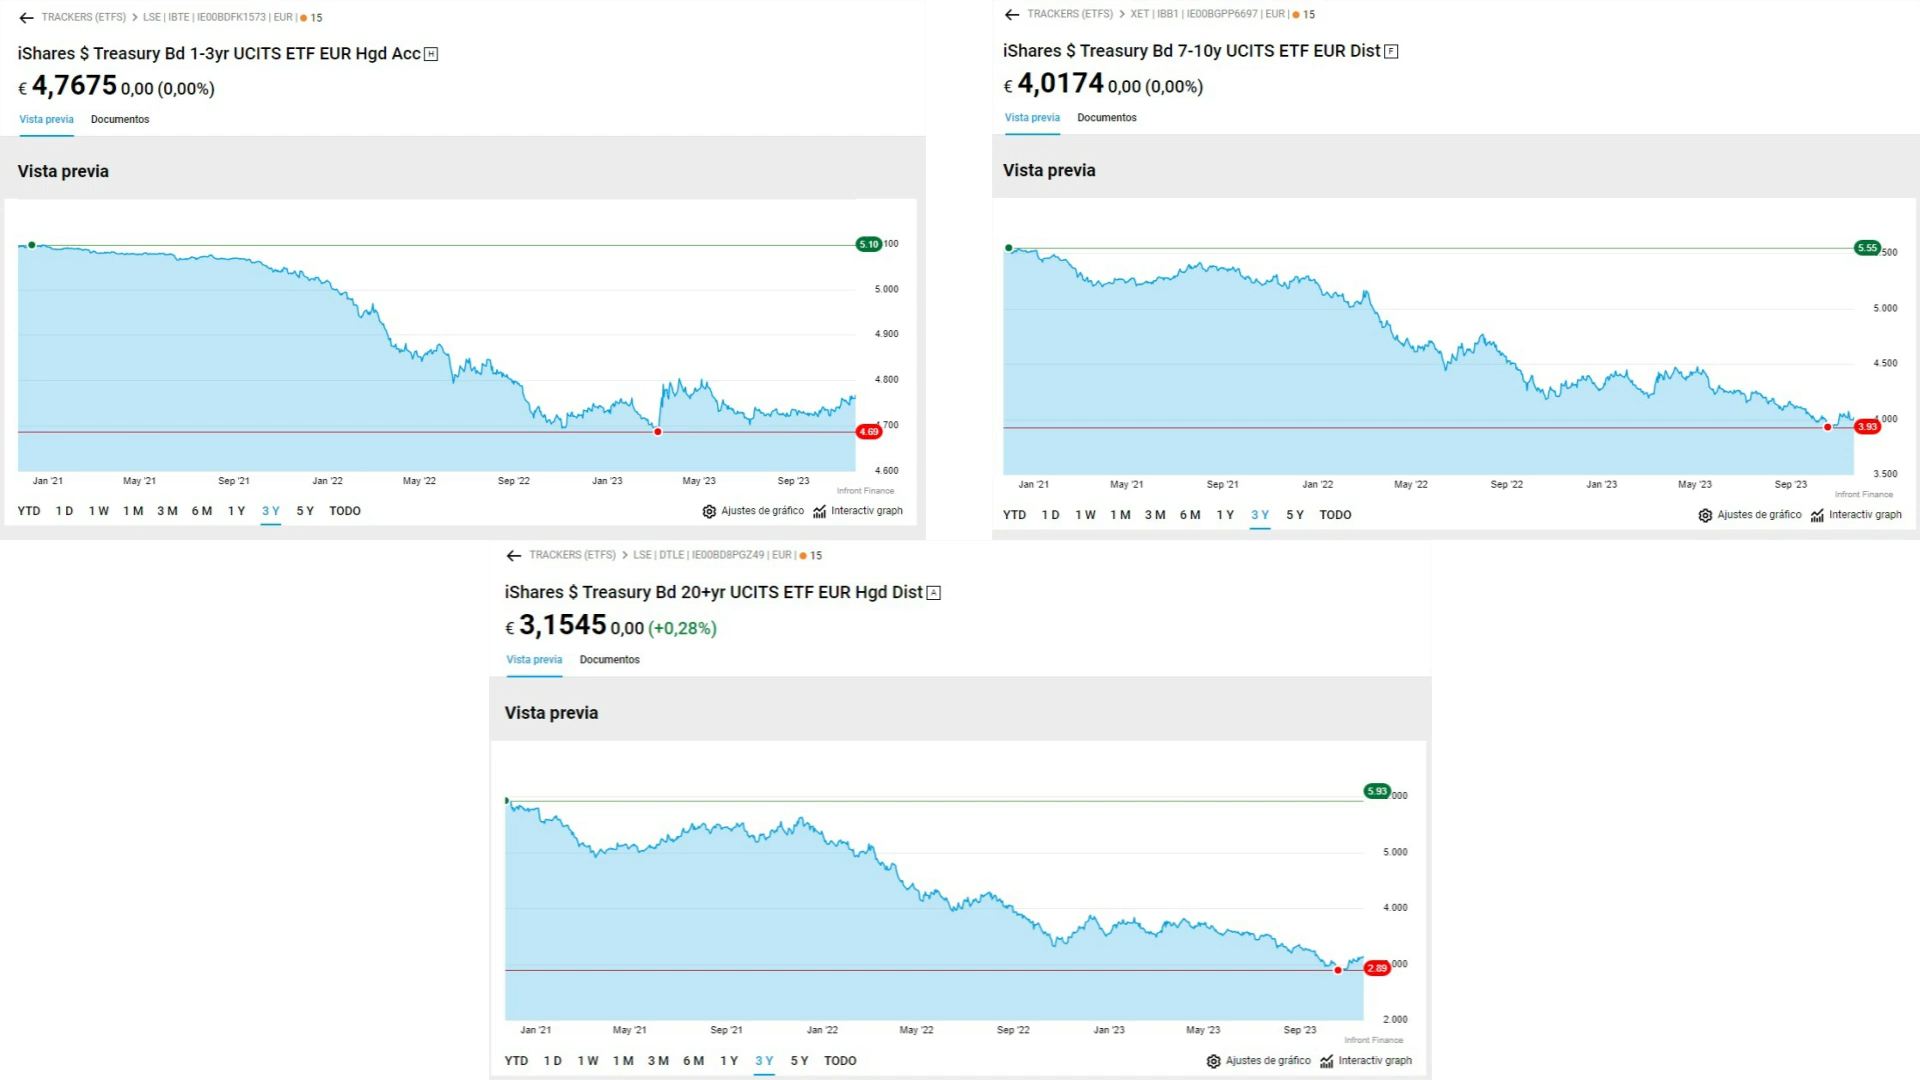 TRACKERS (ETFS) > LSE | IBTE | IE00BDFK1573 | EUR | 15
iShares $ Treasury Bd 1-3yr UCITS ETF EUR Hgd Acc H
€ 4,7675 0,00 (0,00%)
Vista previa Documentos
Vista previa
5.10 100
5.000
4.900
4.800
4.69 700
4.600
Jan '21 May '21 Sep '21 Jan '22 May '22 Sep '22 Jan '23 May '23 Sep '23
Infront Finance
YTD 1 D 1 W 1 M 3 M 6 M 1 Y 3 Y 5 Y TODO Ajustes de gráfico Interactiv graph
TRACKERS (ETFS) > XET | IBB1 | IE00BGPP6697 | EUR | 15
iShares $ Treasury Bd 7-10y UCITS ETF EUR Dist F
€ 4,0174 0,00 (0,00%)
Vista previa Documentos
Vista previa
5.55 500
5.000
4.500
4.000
3.93
3.500
Jan '21 May '21 Sep '21 Jan '22 May '22 Sep '22 Jan '23 May '23 Sep '23
Infront Finance
YTD 1 D 1 W 1 M 3 M 6 M 1 Y 3 Y 5 Y TODO Ajustes de gráfico Interactiv graph
TRACKERS (ETFS) > LSE | DTLE | IE00BD8PGZ49 | EUR | 15
iShares $ Treasury Bd 20+yr UCITS ETF EUR Hgd Dist A
€ 3,1545 0,00 (+0,28%)
Vista previa Documentos
Vista previa
5.93 000
5.000
4.000
2.89 000
2.000
Jan '21 May '21 Sep '21 Jan '22 May '22 Sep '22 Jan '23 May '23 Sep '23
Infront Finance
YTD 1 D 1 W 1 M 3 M 6 M 1 Y 3 Y 5 Y TODO Ajustes de gráfico Interactiv graph